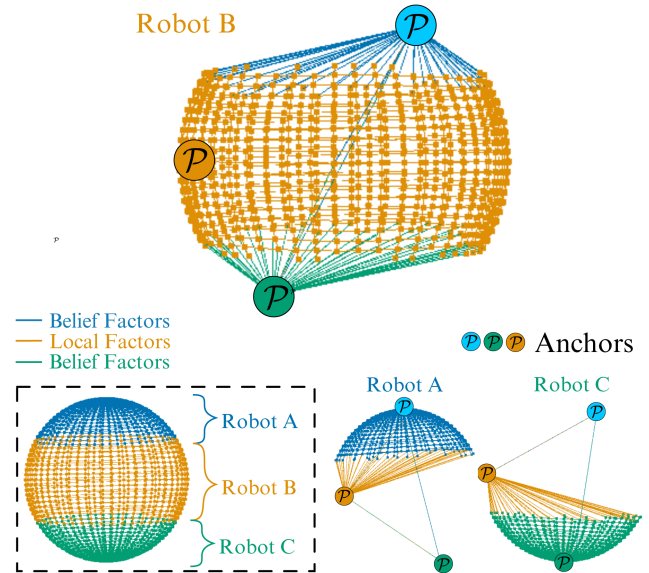 Robot B
𝒫
𝒫
𝒫
𝒫
Belief Factors
Local Factors
Belief Factors
𝒫 𝒫 𝒫 Anchors
Robot A
Robot B
Robot C
Robot A
𝒫
𝒫
𝒫
Robot C
𝒫
𝒫
𝒫